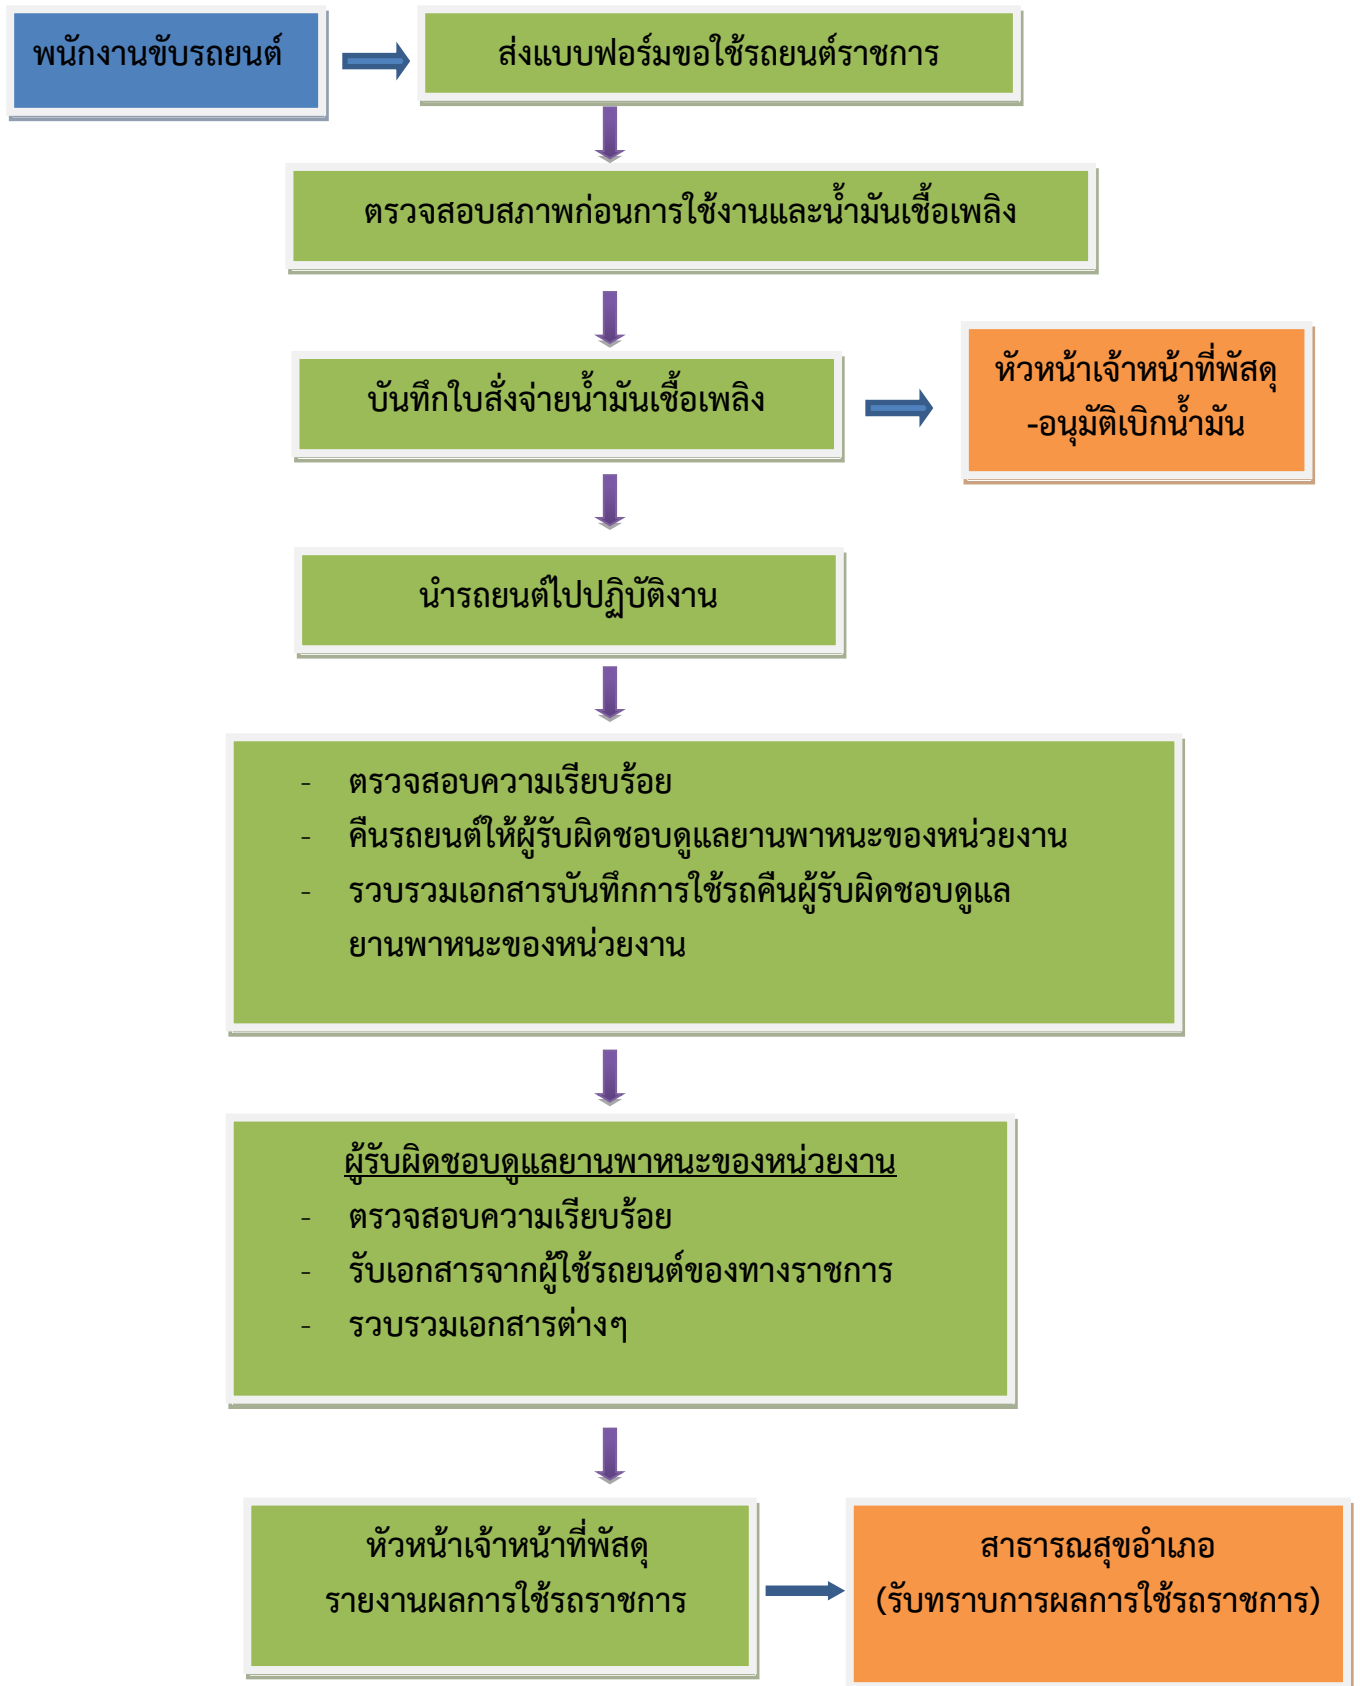 พนักงานขับรถยนต์
ส่งแบบฟอร์มขอใช้รถยนต์ราชการ
ตรวจสอบสภาพก่อนการใช้งานและน้ำมันเชื้อเพลิง
บันทึกใบสั่งจ่ายน้ำมันเชื้อเพลิง
หัวหน้าเจ้าหน้าที่พัสดุ
-อนุมัติเบิกน้ำมัน
นำรถยนต์ไปปฏิบัติงาน
- ตรวจสอบความเรียบร้อย
- คืนรถยนต์ให้ผู้รับผิดชอบดูแลยานพาหนะของหน่วยงาน
- รวบรวมเอกสารบันทึกการใช้รถคืนผู้รับผิดชอบดูแล
ยานพาหนะของหน่วยงาน
ผู้รับผิดชอบดูแลยานพาหนะของหน่วยงาน
- ตรวจสอบความเรียบร้อย
- รับเอกสารจากผู้ใช้รถยนต์ของทางราชการ
- รวบรวมเอกสารต่างๆ
หัวหน้าเจ้าหน้าที่พัสดุ
รายงานผลการใช้รถราชการ
สาธารณสุขอำเภอ
(รับทราบการผลการใช้รถราชการ)